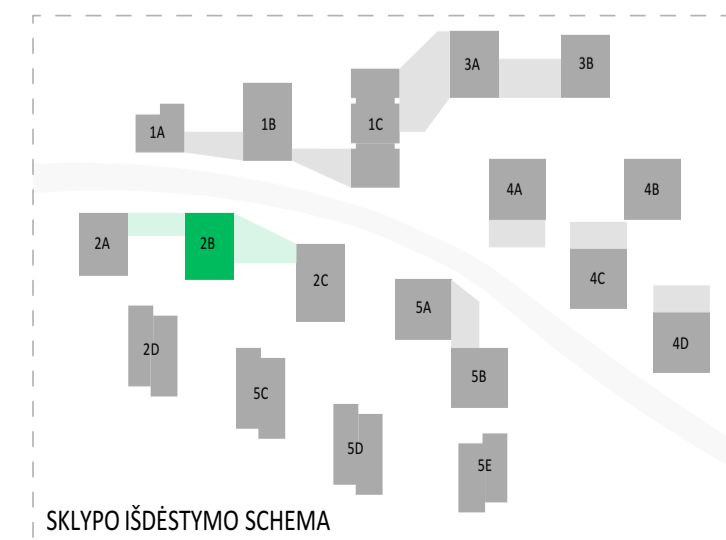 3A
3B
1A
1B
1C
4A
4B
2A
2B
2C
4C
5A
4D
2D
5B
5C
5D
5E
SKLYPO IŠDĖSTYMO SCHEMA